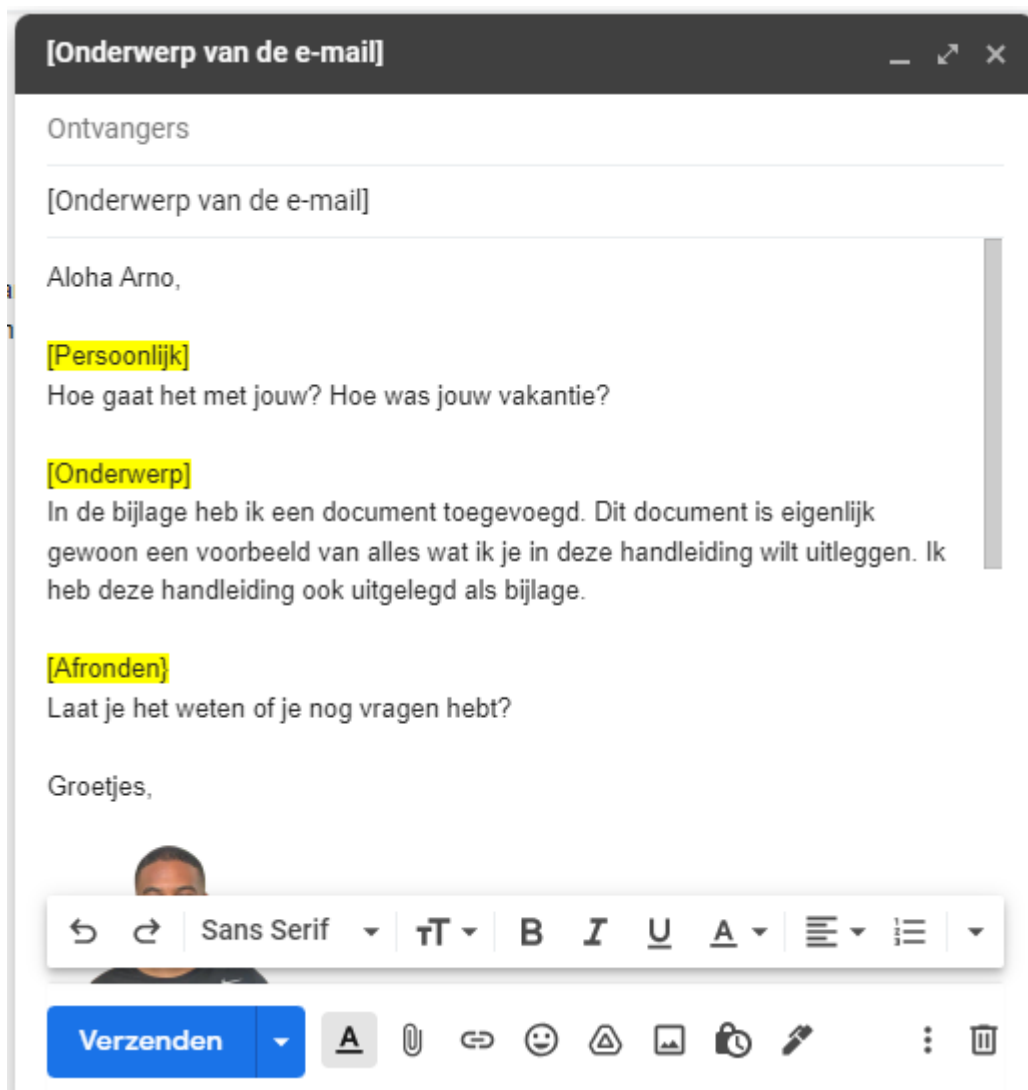 [Onderwerp van de e-mail]
Ontvangers
[Onderwerp van de e-mail]
Aloha Arno,
[Persoonlijk]
Hoe gaat het met jouw? Hoe was jouw vakantie?
[Onderwerp]
In de bijlage heb ik een document toegevoegd. Dit document is eigenlijk
gewoon een voorbeeld van alles wat ik je in deze handleiding wilt uitleggen. Ik
heb deze handleiding ook uitgelegd als bijlage.
[Afronden}
Laat je het weten of je nog vragen hebt?
Groetjes,
Sans Serif
Verzenden